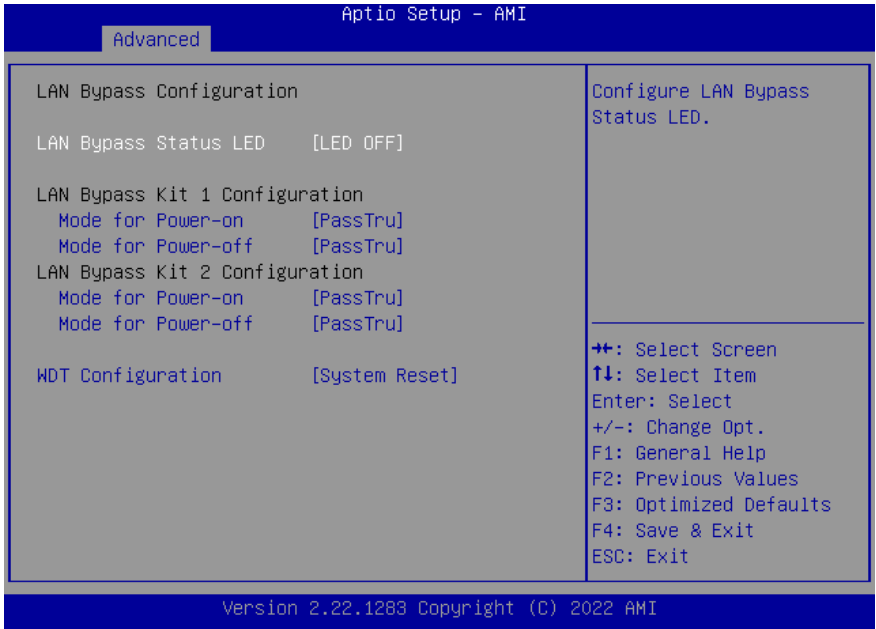 Aptio Setup – AMI
Advanced
LAN Bypass Configuration
LAN Bypass Status LED [LED OFF]
LAN Bypass Kit 1 Configuration
Mode for Power-on [PassTru]
Mode for Power-off [PassTru]
LAN Bypass Kit 2 Configuration
Mode for Power-on [PassTru]
Mode for Power-off [PassTru]
WDT Configuration [System Reset]
Configure LAN Bypass
Status LED.
→←: Select Screen
↑↓: Select Item
Enter: Select
+/-: Change Opt.
F1: General Help
F2: Previous Values
F3: Optimized Defaults
F4: Save & Exit
ESC: Exit
Version 2.22.1283 Copyright (C) 2022 AMI